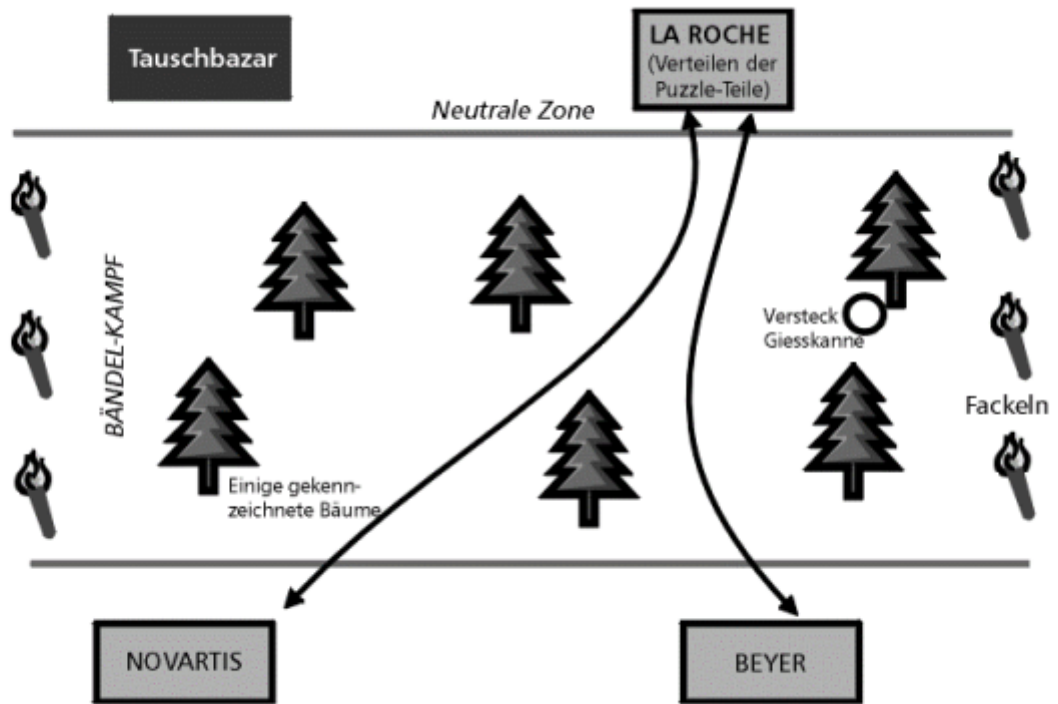 Tauschbazar
LA ROCHE
(Verteilen der
Puzzle-Teile)
Neutrale Zone
BÄNDEL-KAMPF
Versteck
Giesskanne
Fackeln
Einige gekenn-
zeichnete Bäume
NOVARTIS
BEYER